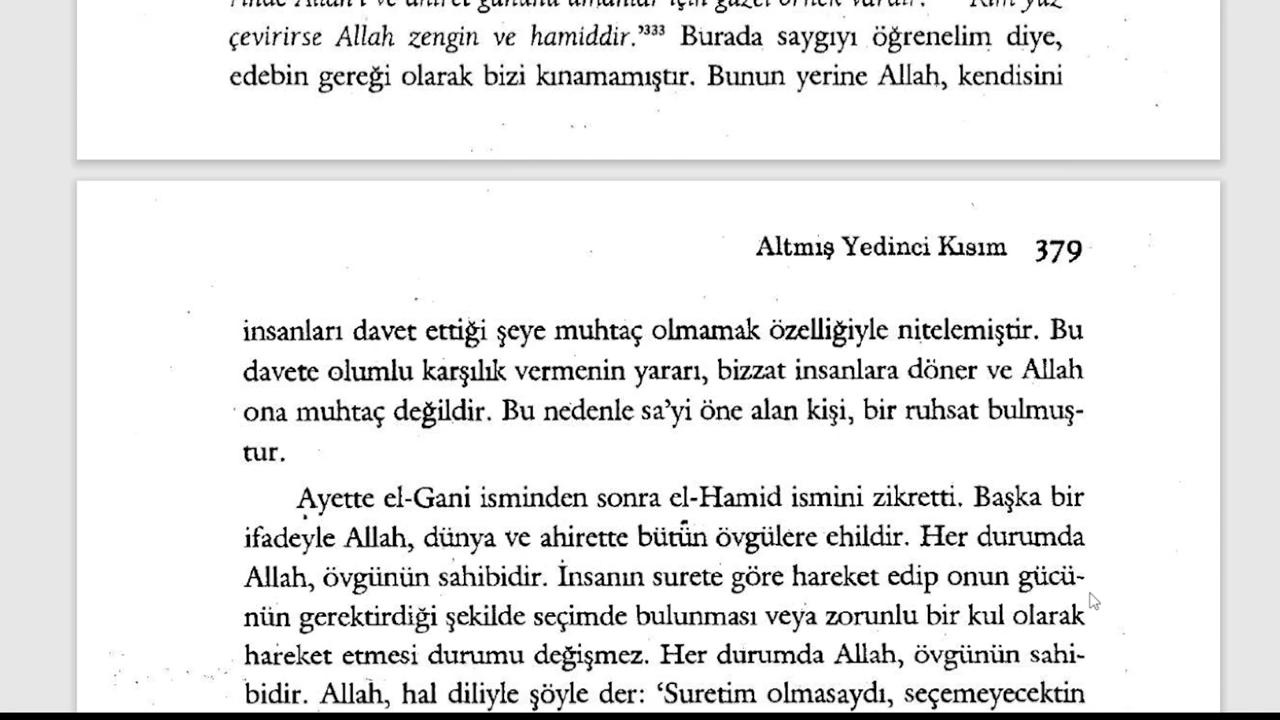 çevirirse Allah zengin ve hamiddir.’³³³ Burada saygıyı öğrenelim diye,
edebin gereği olarak bizi kınamamıştır. Bunun yerine Allah, kendisini
Altmış Yedinci Kısım 379
insanları davet ettiği şeye muhtaç olmamak özelliğiyle nitelemiştir. Bu
davete olumlu karşılık vermenin yararı, bizzat insanlara döner ve Allah
ona muhtaç değildir. Bu nedenle sa’yi öne alan kişi, bir ruhsat bulmuş-
tur.
Ayette el-Gani isminden sonra el-Hamid ismini zikretti. Başka bir
ifadeyle Allah, dünya ve ahirette bütün övgülere ehildir. Her durumda
Allah, övgünün sahibidir. İnsanın surete göre hareket edip onun gücü-
nün gerektirdiği şekilde seçimde bulunması veya zorunlu bir kul olarak
hareket etmesi durumu değişmez. Her durumda Allah, övgünün sahi-
bidir. Allah, hal diliyle şöyle der: ‘Suretim olmasaydı, seçemeyecektin